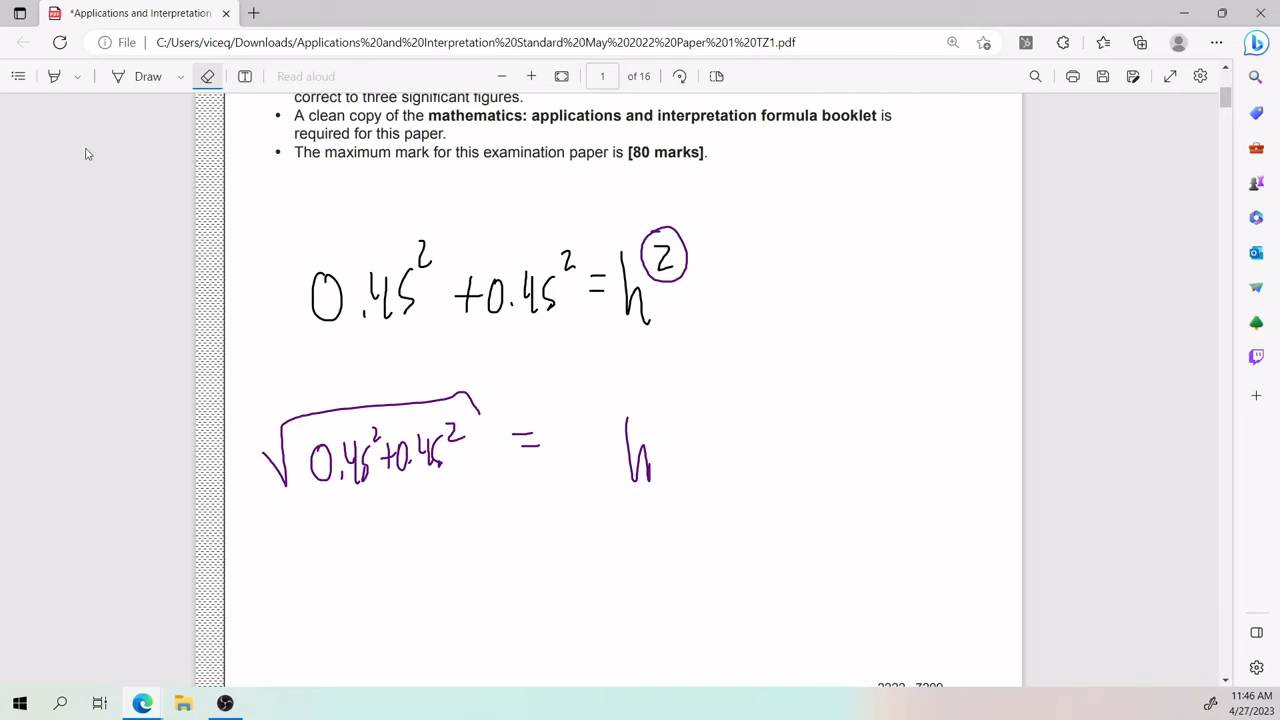 *Applications and Interpretation
File
C:/Users/viceq/Downloads/Applications%20and%20Interpretation%20Standard%20May%202022%20Paper%201%20TZ1.pdf
Draw
Read aloud
1 of 16
correct to three significant figures.
• A clean copy of the mathematics: applications and interpretation formula booklet is
required for this paper.
• The maximum mark for this examination paper is [80 marks].
0.45² + 0.45² = h²
√0.45² + 0.45² = h
11:46 AM
4/27/2023